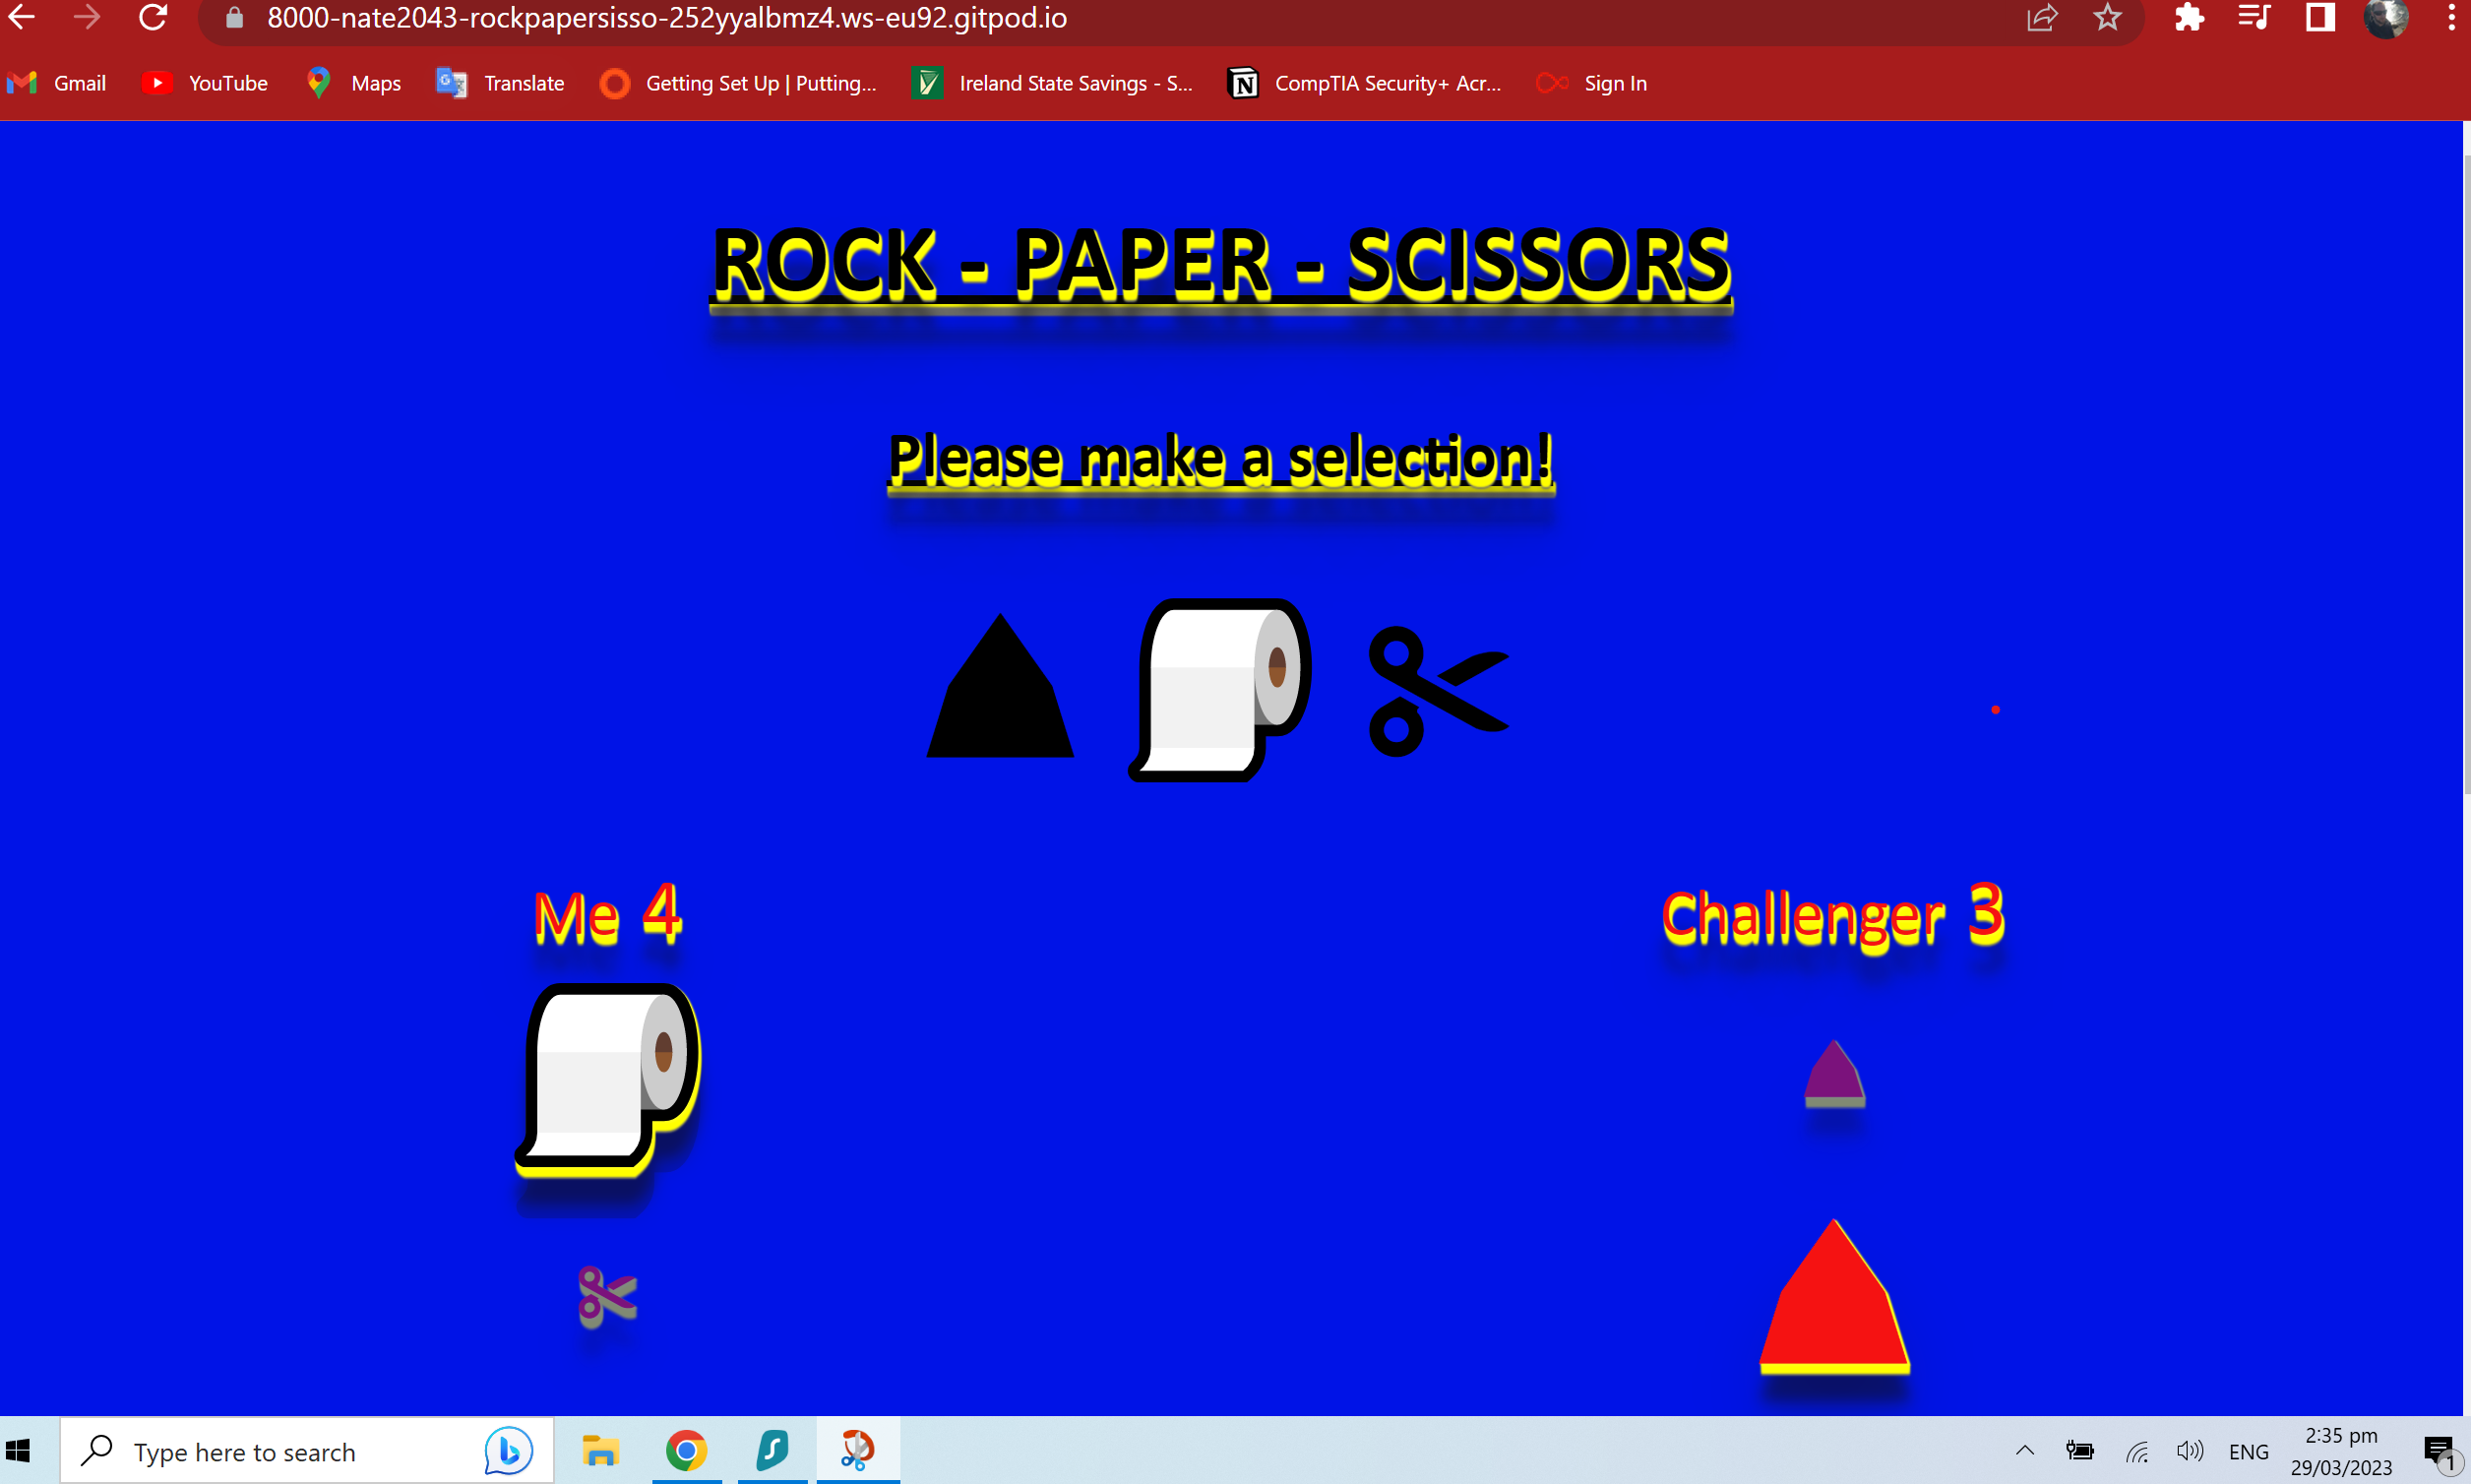 8000-nate2043-rockpapersisso-252yyalbmz4.ws-eu92.gitpod.io
Gmail YouTube Maps Translate Getting Set Up | Putting... Ireland State Savings - S... CompTIA Security+ Acr... Sign In
ROCK - PAPER - SCISSORS
Please make a selection!
Me 4 Challenger 3
Type here to search
ENG
2:35 pm
29/03/2023
1